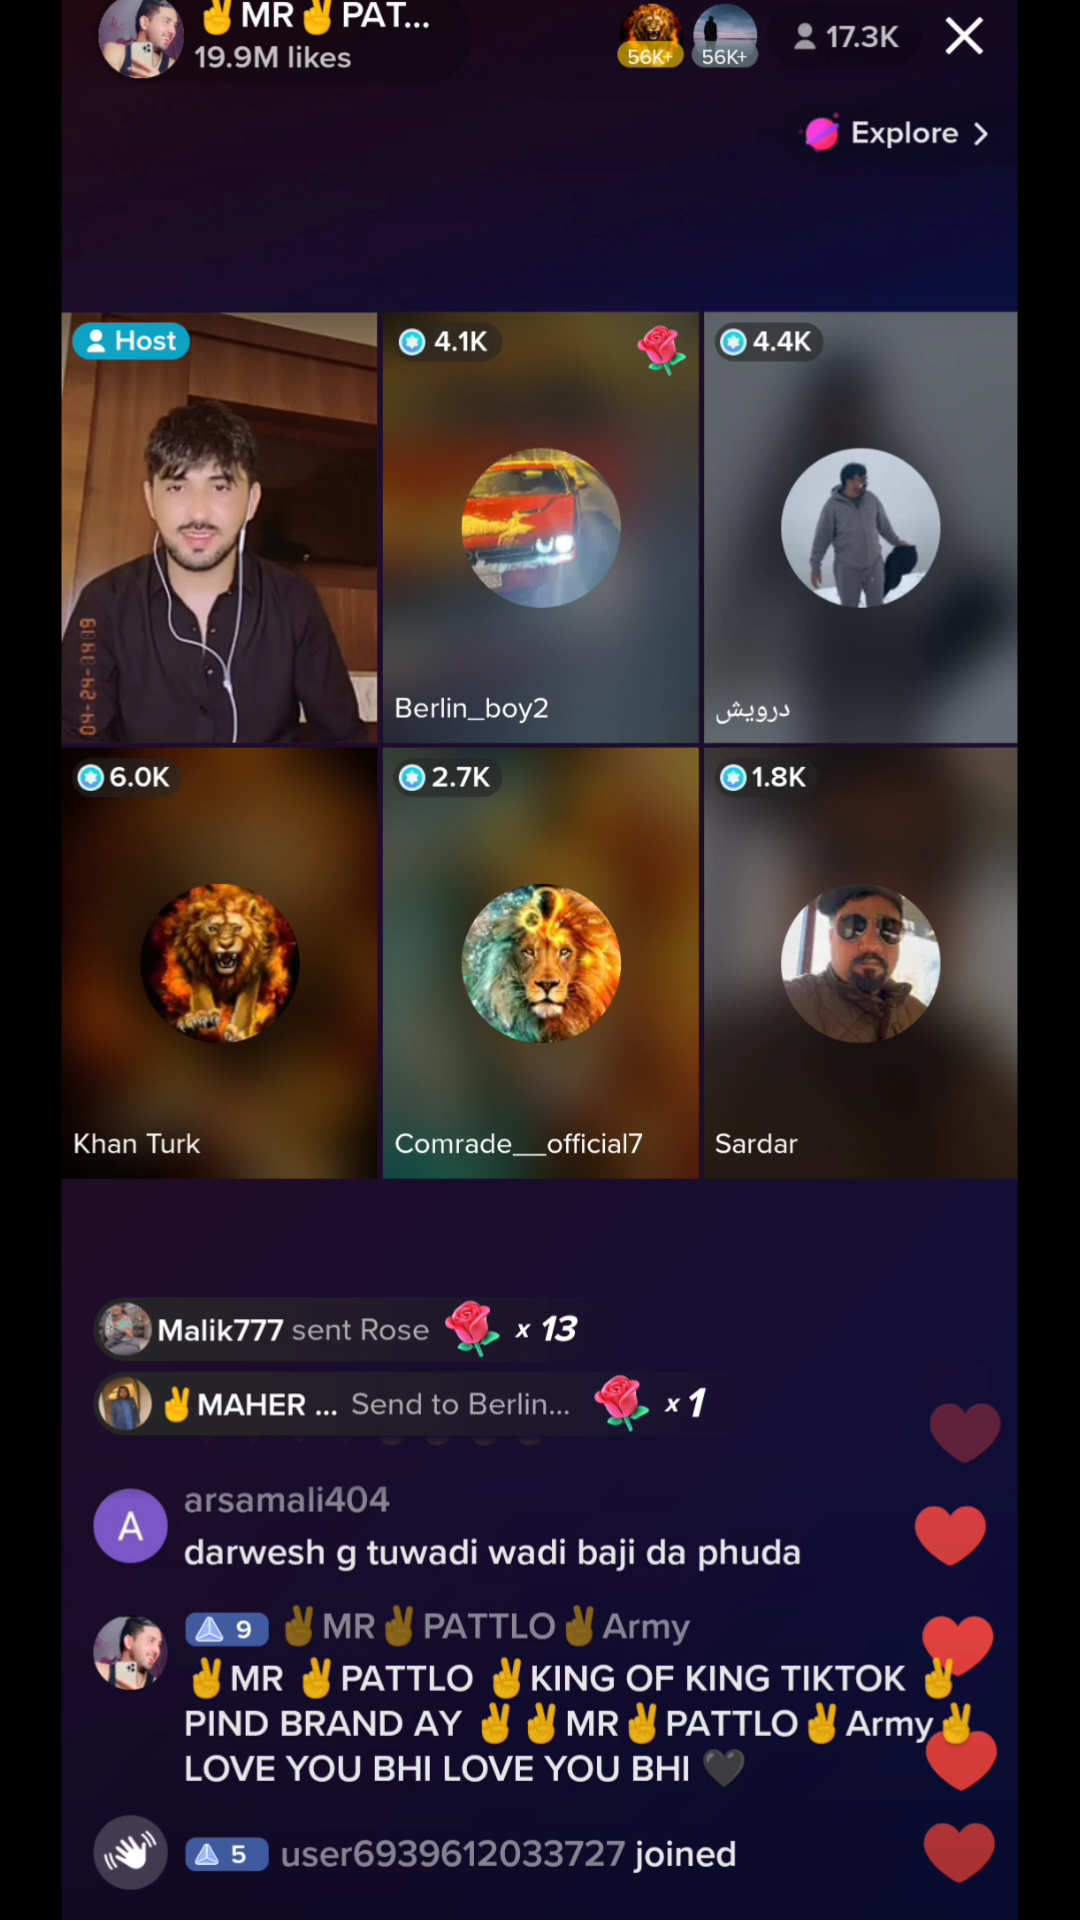 ✌️MR✌️PAT...
19.9M likes
56K+
56K+
17.3K
Explore >
Host
4.1K
4.4K
Berlin_boy2
درویش
6.0K
2.7K
1.8K
Khan Turk
Comrade__official7
Sardar
Malik777 sent Rose x 13
✌️MAHER ... Send to Berlin... x 1
A
arsamali404
darwesh g tuwadi wadi baji da phuda
9 ✌️MR✌️PATTLO✌️Army
✌️MR ✌️PATTLO ✌️KING OF KING TIKTOK ✌️
PIND BRAND AY ✌️✌️MR✌️PATTLO✌️Army✌️
LOVE YOU BHI LOVE YOU BHI 🖤
5 user6939612033727 joined